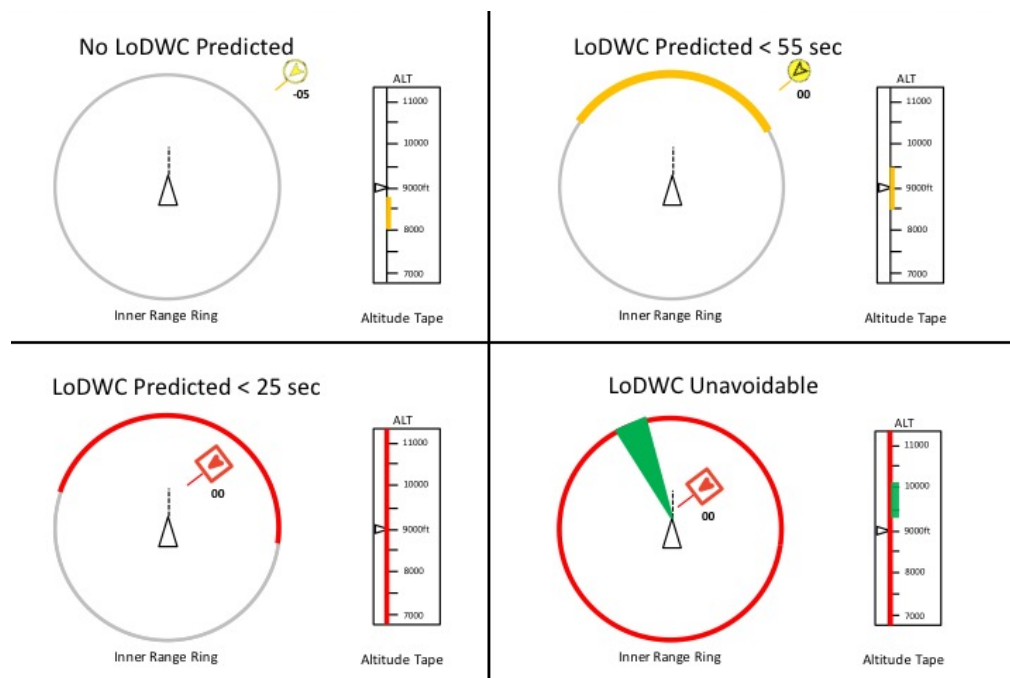 No LoDWC Predicted
-05
ALT
11000
10000
9000ft
8000
7000
Inner Range Ring
Altitude Tape
LoDWC Predicted < 55 sec
00
ALT
11000
10000
9000ft
8000
7000
Inner Range Ring
Altitude Tape
LoDWC Predicted < 25 sec
00
ALT
11000
10000
9000ft
8000
7000
Inner Range Ring
Altitude Tape
LoDWC Unavoidable
00
ALT
11000
10000
9000ft
8000
7000
Inner Range Ring
Altitude Tape